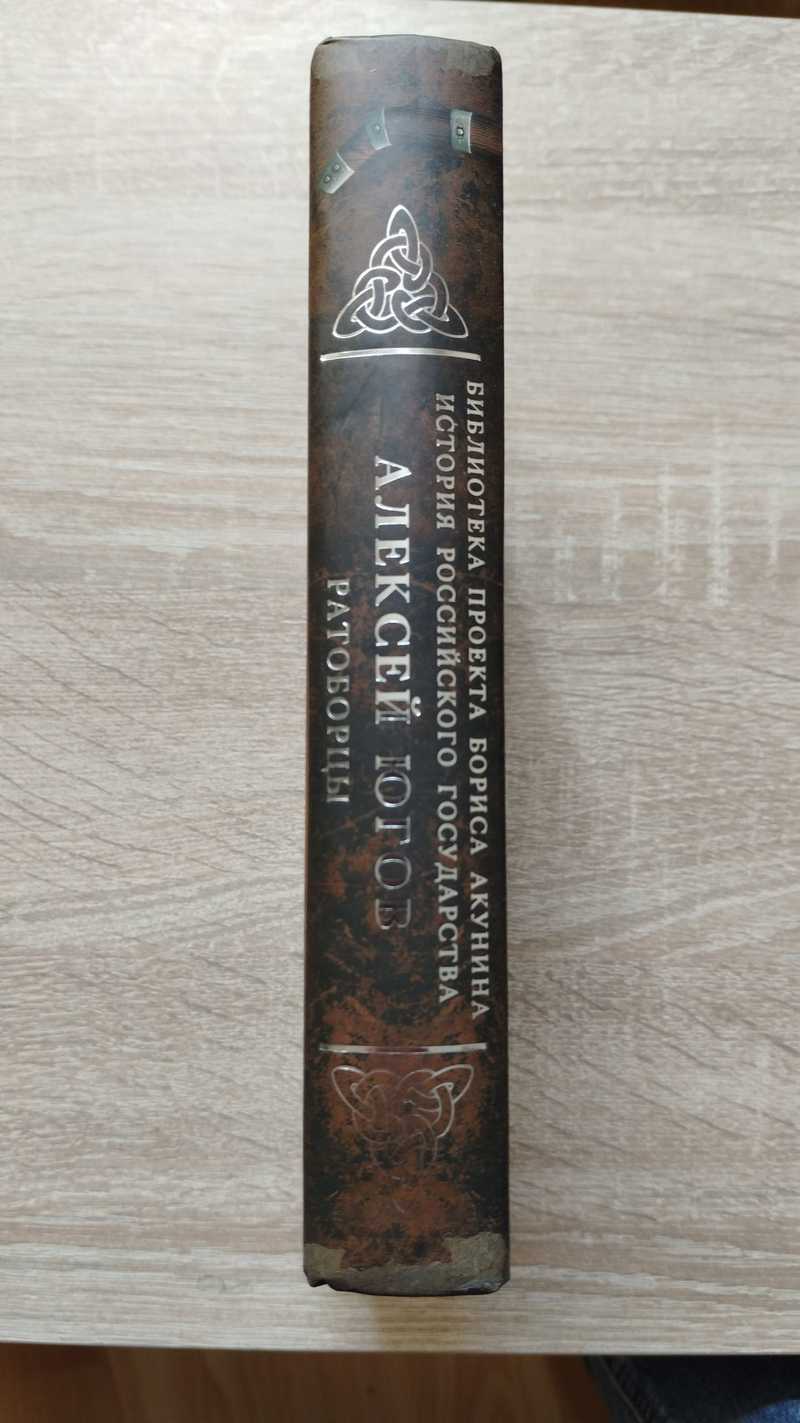 БИБЛИОТЕКА ПРОЕКТА БОРИСА АКУНИНА
ИСТОРИЯ РОССИЙСКОГО ГОСУДАРСТВА
АЛЕКСЕЙ ЮГОВ
РАТОБОРЦЫ